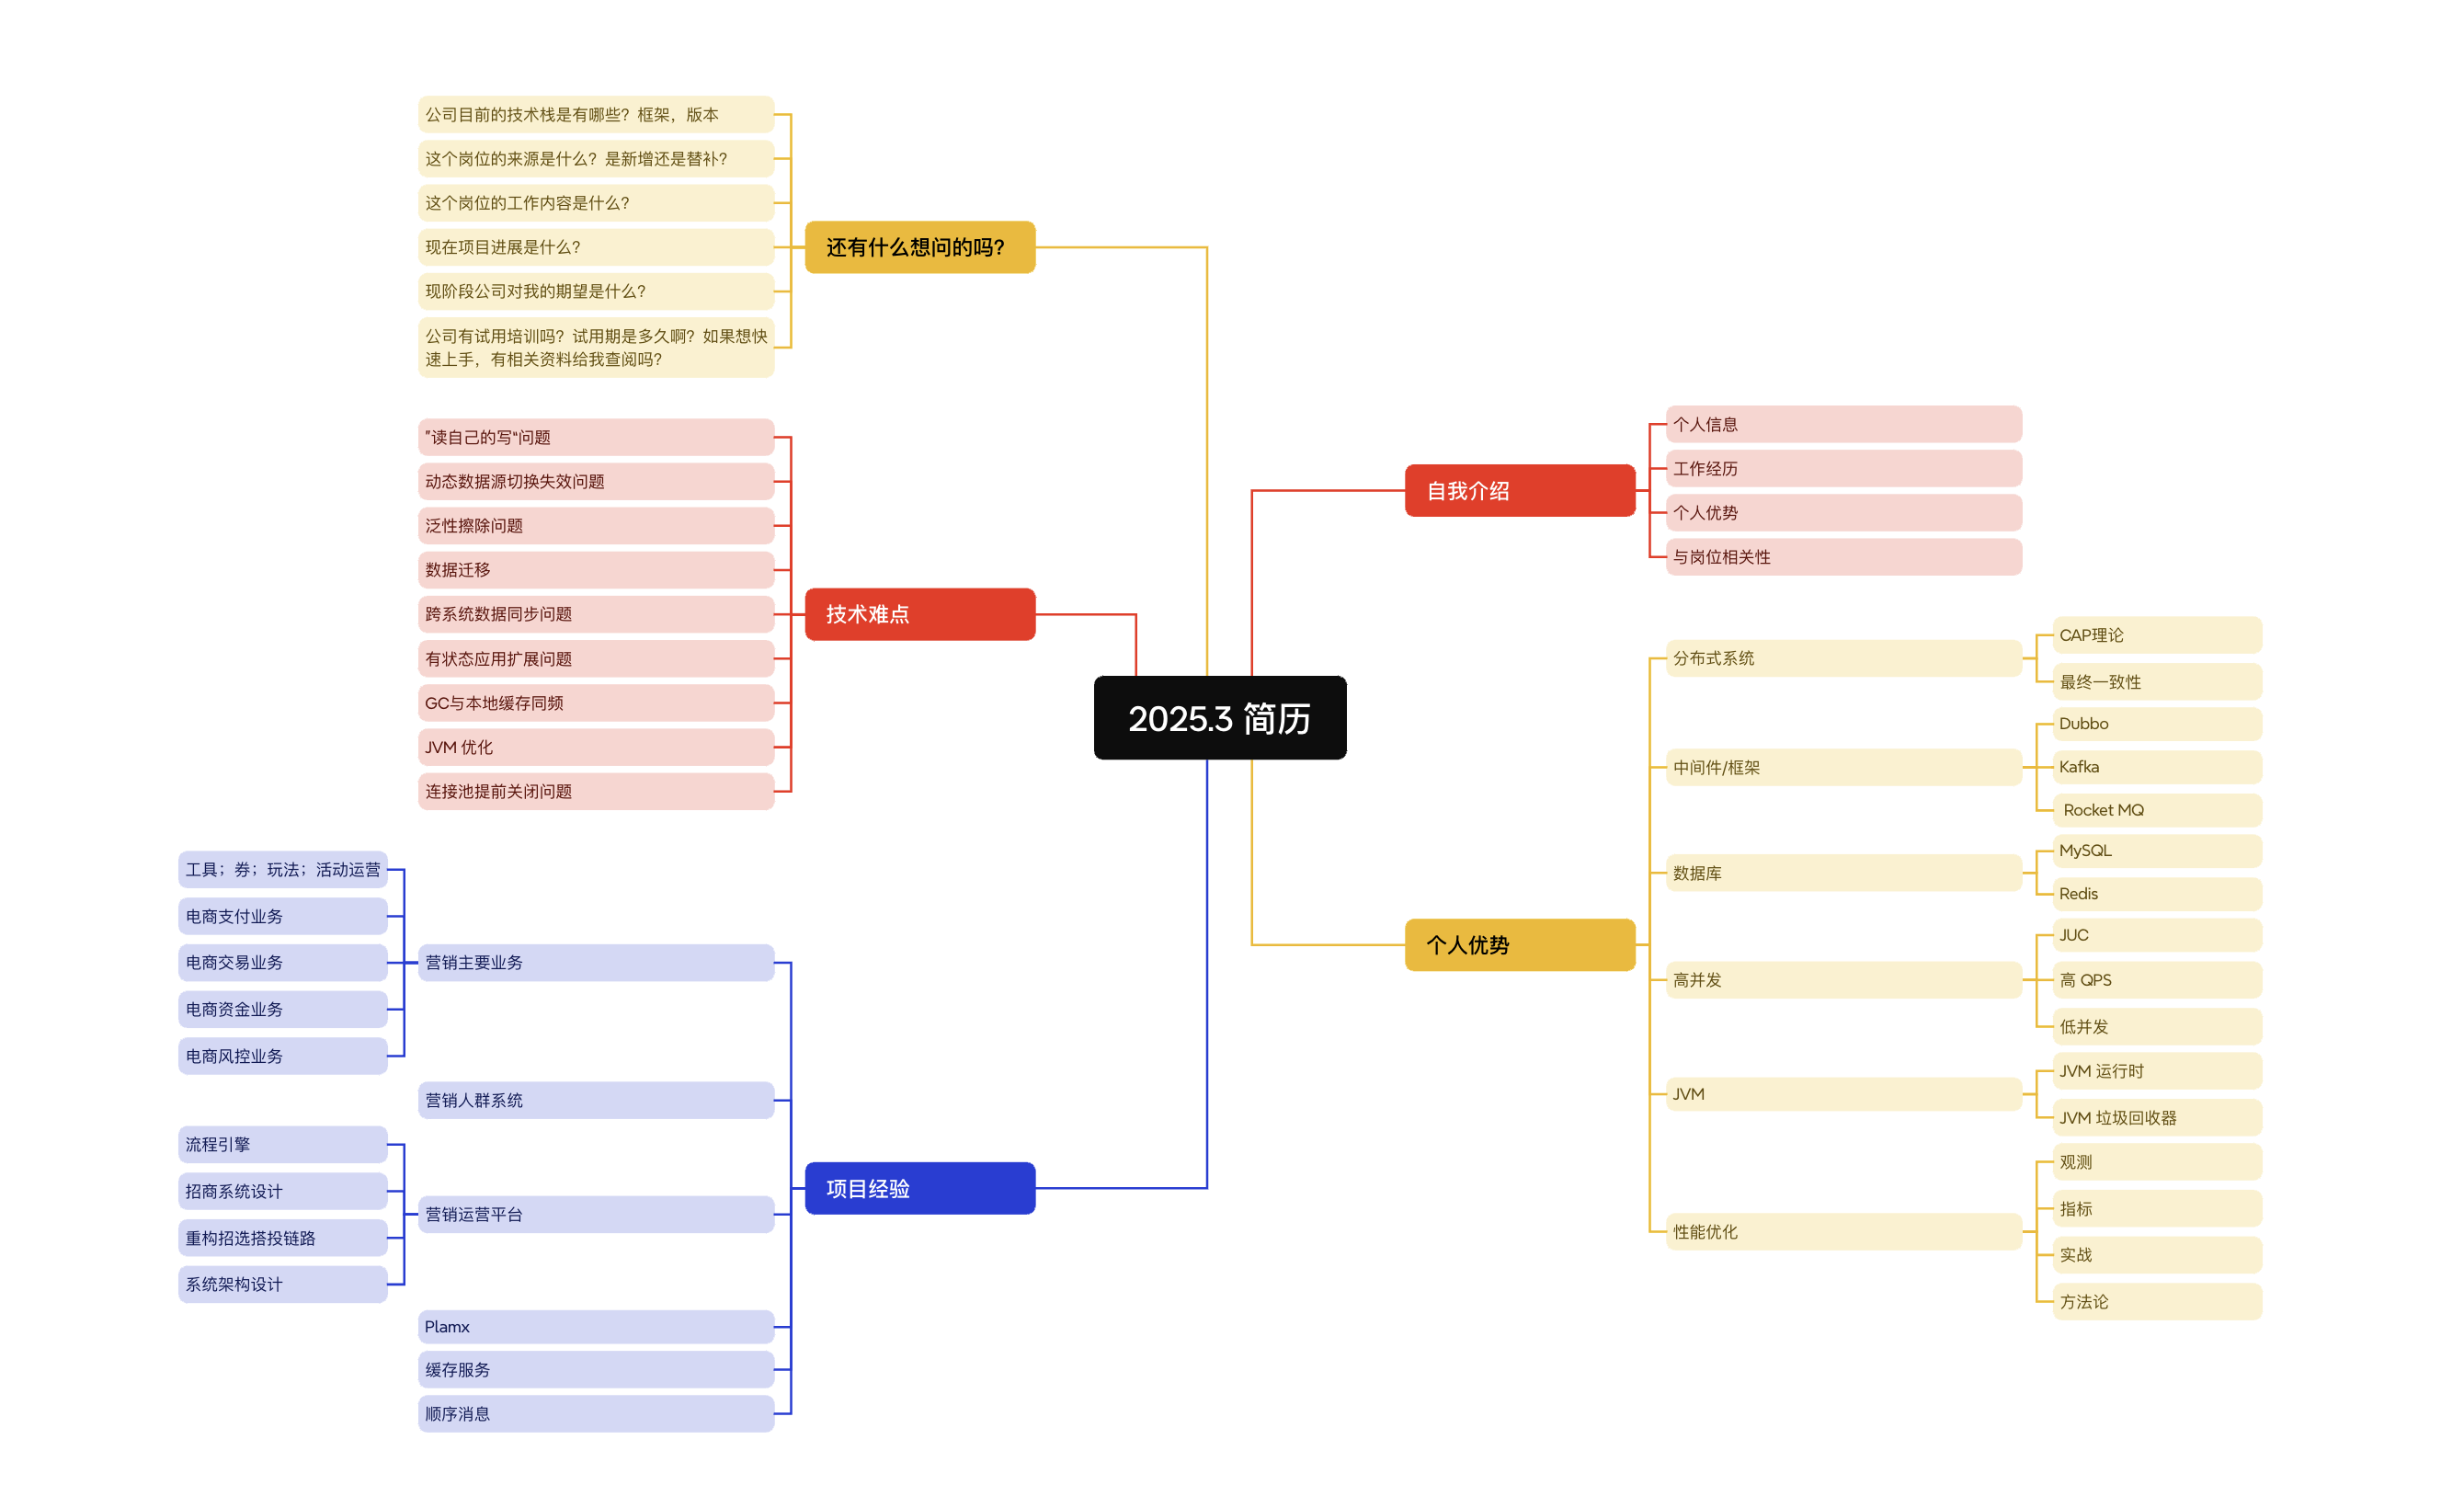 公司目前的技术栈是有哪些？框架，版本
这个岗位的来源是什么？是新增还是替补？
这个岗位的工作内容是什么？
现在项目进展是什么？
现阶段公司对我的期望是什么？
公司有试用培训吗？试用期是多久啊？如果想快
速上手，有相关资料给我查阅吗？
还有什么想问的吗？
"读自己的写"问题
动态数据源切换失效问题
泛性擦除问题
数据迁移
跨系统数据同步问题
有状态应用扩展问题
GC与本地缓存同频
JVM 优化
连接池提前关闭问题
技术难点
工具；券；玩法；活动运营
电商支付业务
电商交易业务
电商资金业务
电商风控业务
营销主要业务
营销人群系统
流程引擎
招商系统设计
重构招选搭投链路
系统架构设计
营销运营平台
Plamx
缓存服务
顺序消息
项目经验
2025.3 简历
自我介绍
个人信息
工作经历
个人优势
与岗位相关性
个人优势
分布式系统
CAP理论
最终一致性
中间件/框架
Dubbo
Kafka
Rocket MQ
数据库
MySQL
Redis
高并发
JUC
高 QPS
低并发
JVM
JVM 运行时
JVM 垃圾回收器
性能优化
观测
指标
实战
方法论